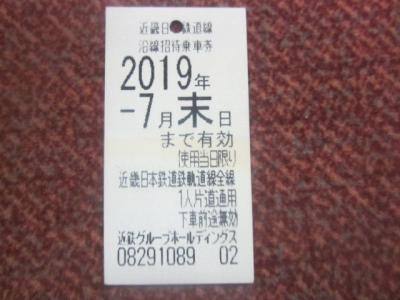 近畿日本鉄道線
沿線招待乗車券
2019年
-7月末日
まで有効
(使用当日限り)
近畿日本鉄道鉄軌道線全線
1人片道通用
下車前途無効
近鉄グループホールディングス
08291089 02